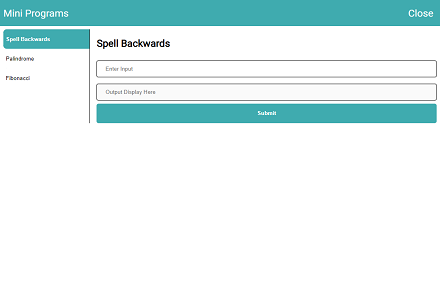 Mini Programs
Close
Spell Backwards
Palindrome
Fibonacci
Spell Backwards
Enter Input
Output Display Here
Submit